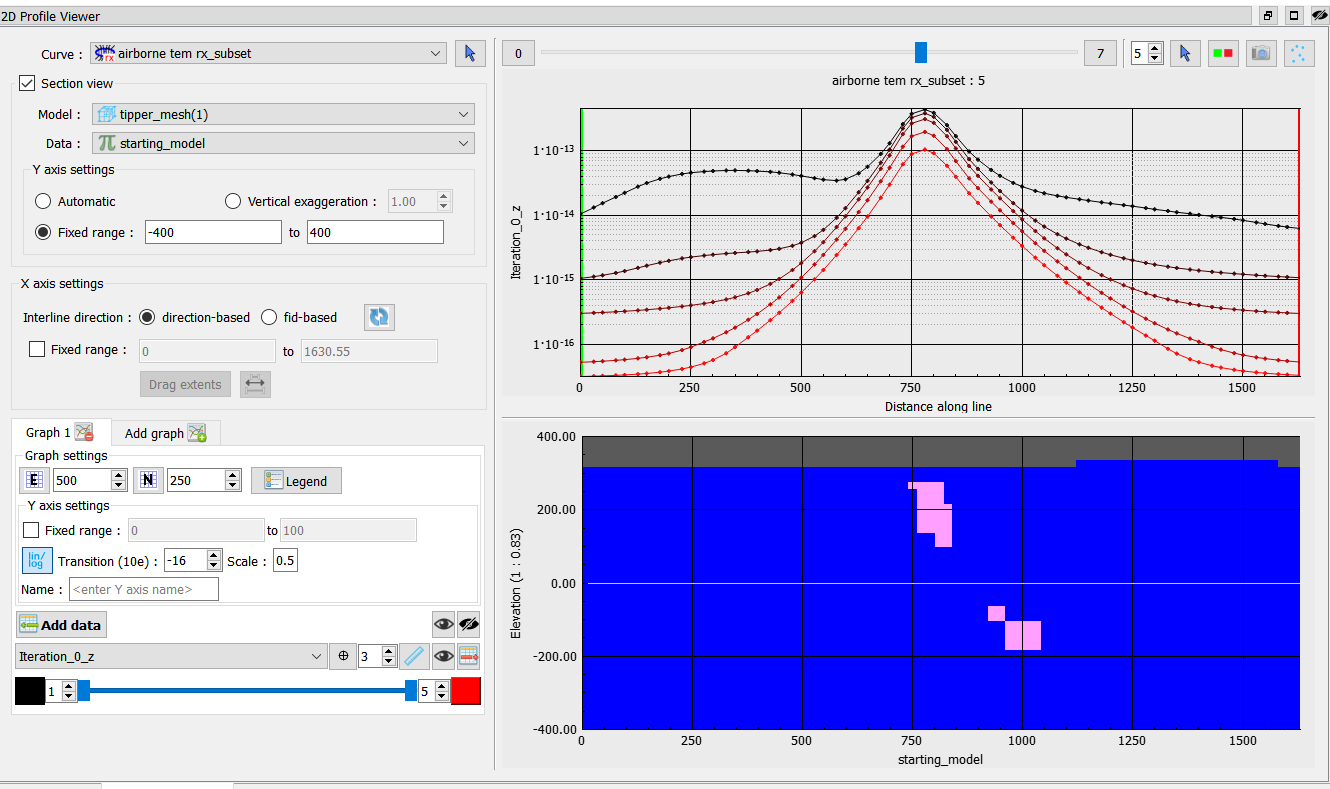 2D Profile Viewer
Curve : airborne tem rx_subset
Section view
Model : tipper_mesh(1)
Data : starting_model
Y axis settings
Automatic Vertical exaggeration : 1.00
Fixed range : -400 to 400
X axis settings
Interline direction : direction-based fid-based
Fixed range : 0 to 1630.55
Drag extents
Graph 1 Add graph
Graph settings
E 500 N 250 Legend
Y axis settings
Fixed range : 0 to 100
lin/ log Transition (10e) : -16 Scale : 0.5
Name : <enter Y axis name>
Add data
Iteration_0_z 3
1 5
0 7 5
airborne tem rx_subset : 5
Iteration_0_z
1·10-13
1·10-14
1·10-15
1·10-16
0 250 500 750 1000 1250 1500
Distance along line
Elevation (1 : 0.83)
400.00
200.00
0.00
-200.00
-400.00
0 250 500 750 1000 1250 1500
starting_model